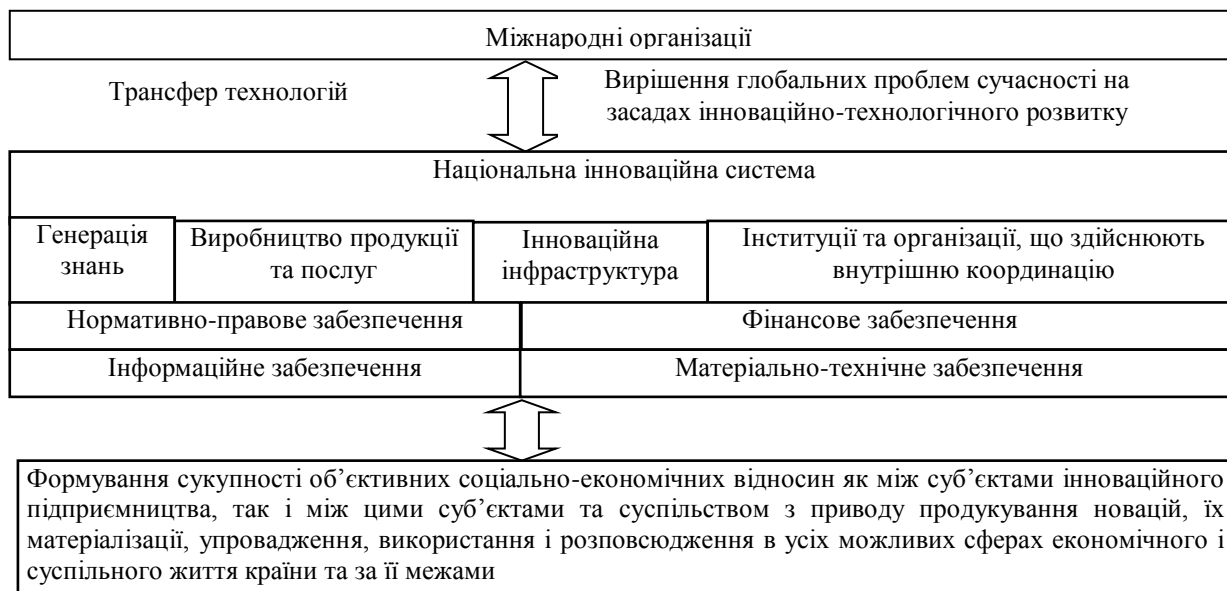 Міжнародні організації
Трансфер технологій
Вирішення глобальних проблем сучасності на
засадах інноваційно-технологічного розвитку
Національна інноваційна система
Генерація
знань
Виробництво продукції
та послуг
Інноваційна
інфраструктура
Інституції та організації, що здійснюють
внутрішню координацію
Нормативно-правове забезпечення
Фінансове забезпечення
Інформаційне забезпечення
Матеріально-технічне забезпечення
Формування сукупності об’єктивних соціально-економічних відносин як між суб’єктами інноваційного
підприємництва, так і між цими суб’єктами та суспільством з приводу продукування новацій, їх
матеріалізації, упровадження, використання і розповсюдження в усіх можливих сферах економічного і
суспільного життя країни та за її межами